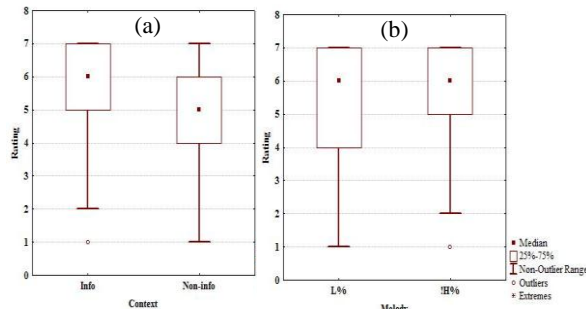 (a)
8
7
6
5
4
3
2
1
0
Rating
Info
Non-info
Context
(b)
8
7
6
5
4
3
2
1
0
Rating
L%
!H%
Melody
Median
25%-75%
Non-Outlier Range
Outliers
Extremes